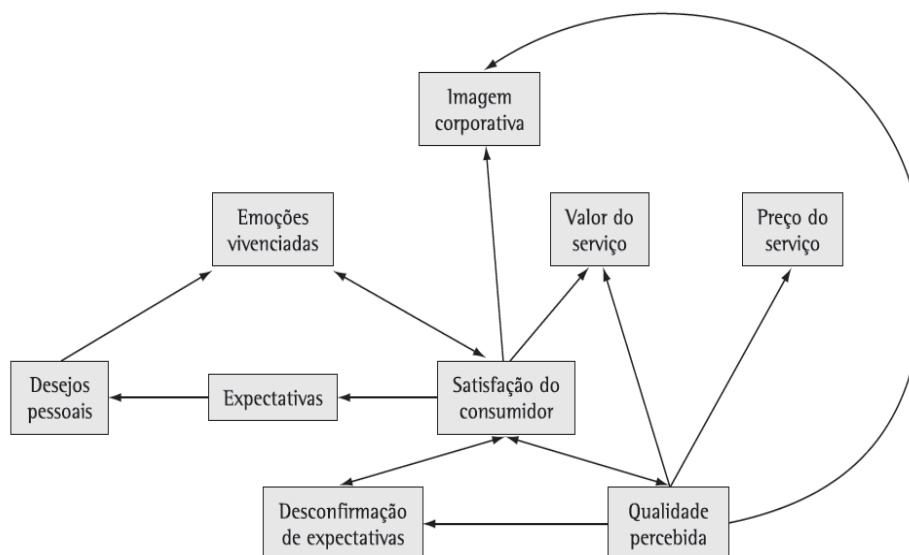 Imagem
corporativa
Emoções
vivenciadas
Valor do
serviço
Preço do
serviço
Desejos
pessoais
Expectativas
Satisfação do
consumidor
Desconfirmação
de expectativas
Qualidade
percebida